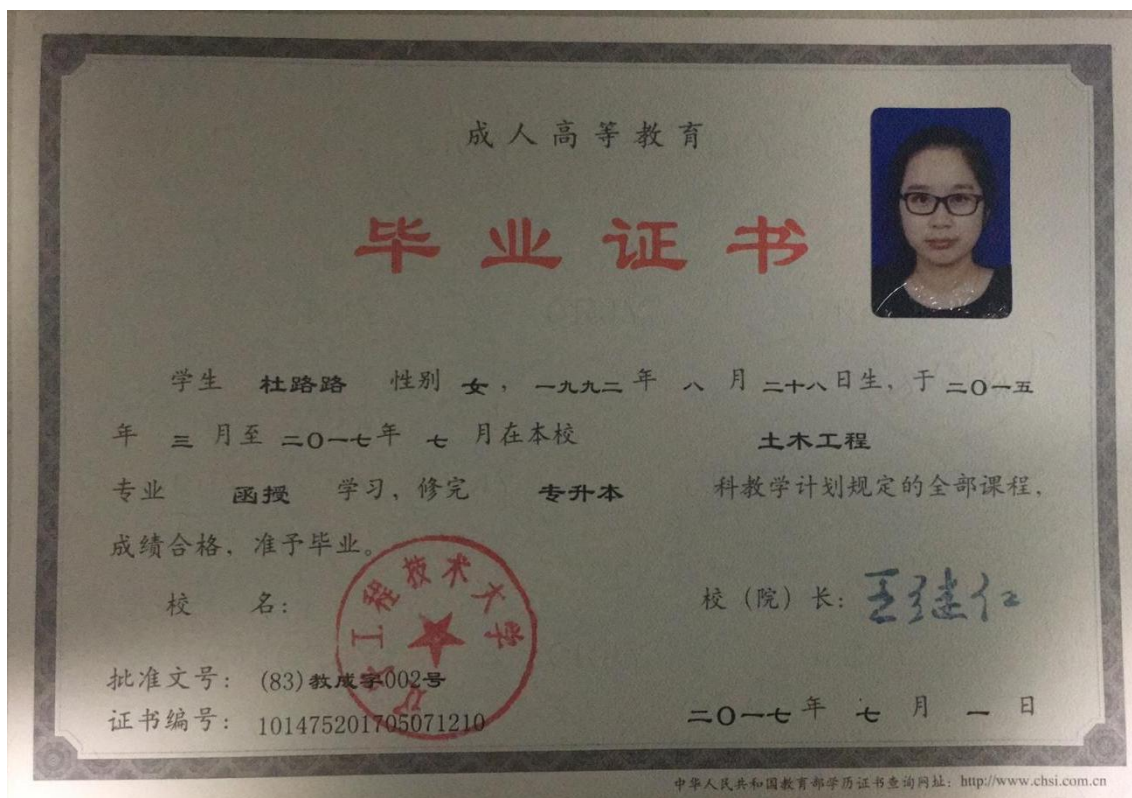 成人高等教育
毕业证书
学生 杜路路 性别 女，一九九二年 八 月 二十八日生，于 二〇一五
年 三 月至 二〇一七年 七 月在本校 土木工程
专业 函授 学习，修完 专升本 科教学计划规定的全部课程，
成绩合格，准予毕业。
校 名：
辽宁工程技术大学
校（院）长：王继仁
批准文号：(83)教成字002号
证书编号：101475201705071210
二〇一七年 七 月 一 日
中华人民共和国教育部学历证书查询网址：http://www.chsi.com.cn